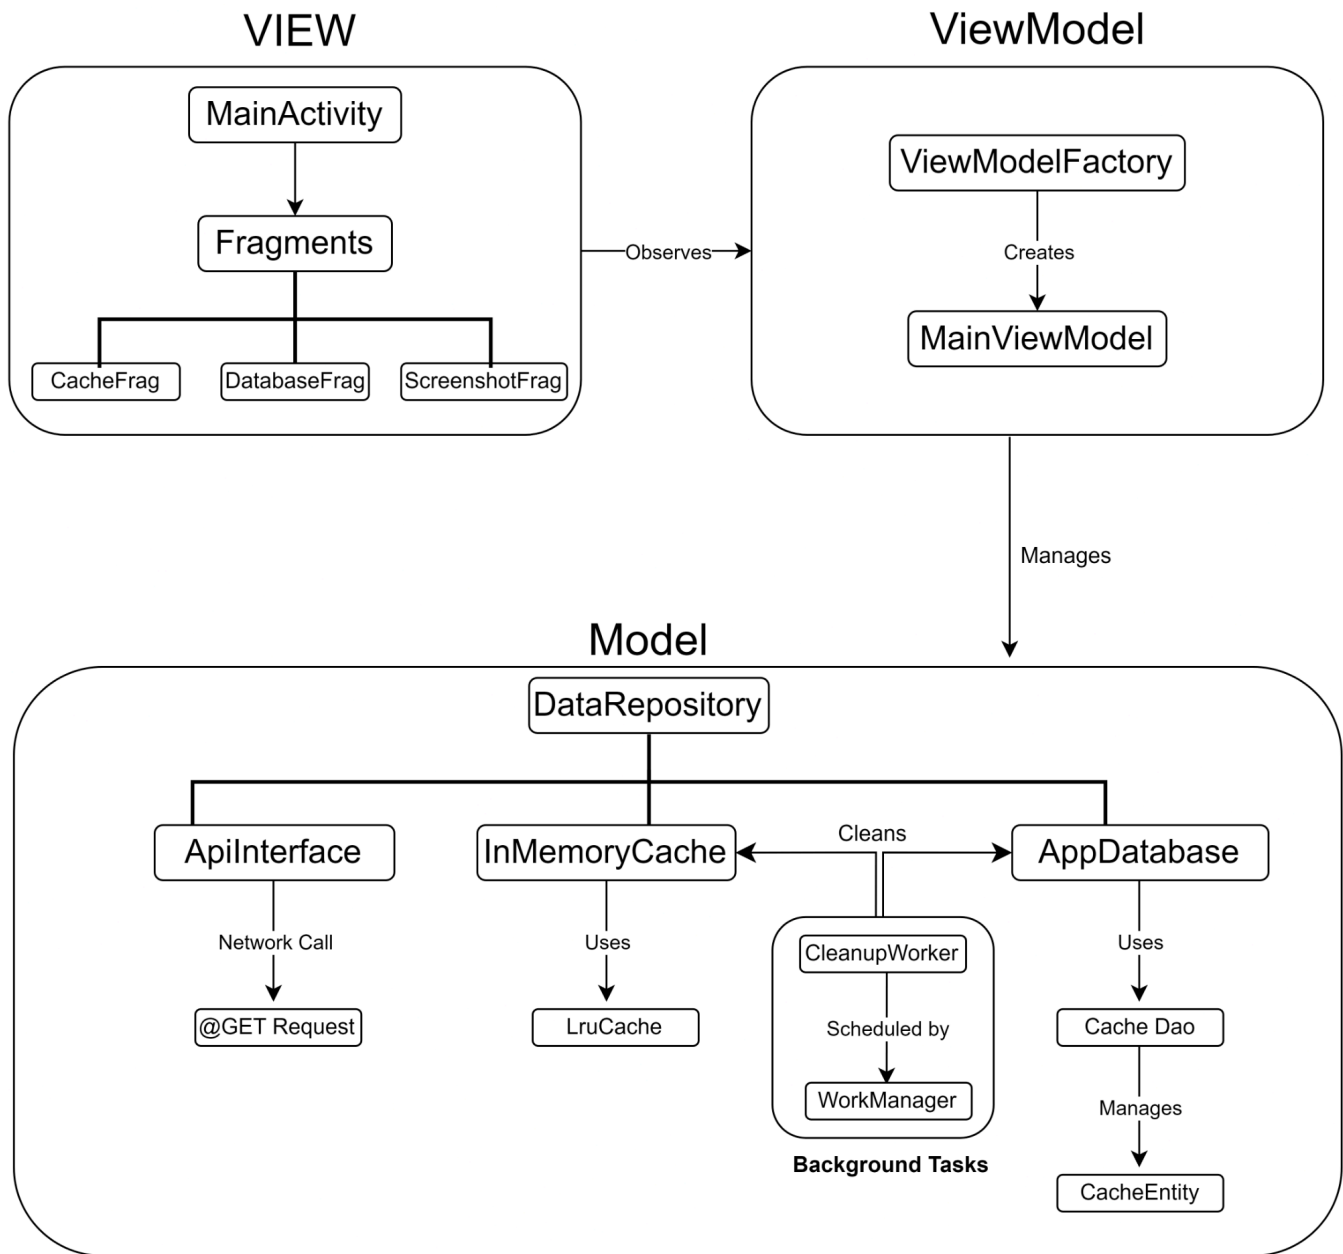 VIEW
MainActivity
Fragments
CacheFrag
DatabaseFrag
ScreenshotFrag
Observes
ViewModel
ViewModelFactory
Creates
MainViewModel
Manages
Model
DataRepository
ApiInterface
InMemoryCache
Cleans
AppDatabase
Network Call
Uses
CleanupWorker
Uses
@GET Request
LruCache
Scheduled by
Cache Dao
WorkManager
Manages
Background Tasks
CacheEntity